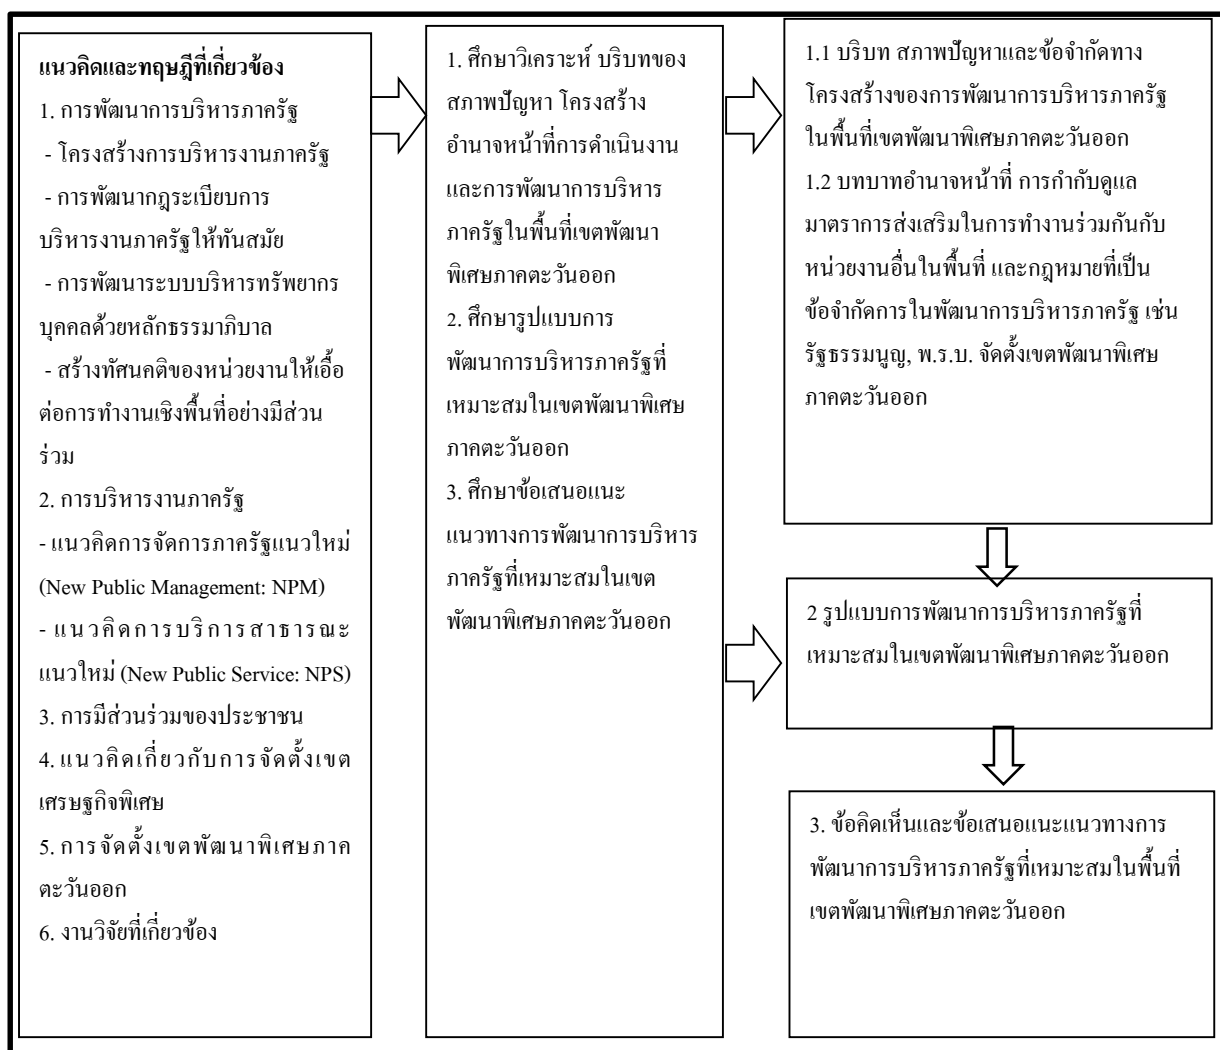 แนวคิดและทฤษฎีที่เกี่ยวข้อง
1. การพัฒนาการบริหารภาครัฐ
- โครงสร้างการบริหารงานภาครัฐ
- การพัฒนากฎระเบียบการ
บริหารงานภาครัฐให้ทันสมัย
- การพัฒนาระบบบริหารทรัพยากร
บุคคลด้วยหลักธรรมาภิบาล
- สร้างทัศนคติของหน่วยงานให้เอื้อ
ต่อการทำงานเชิงพื้นที่อย่างมีส่วน
ร่วม
2. การบริหารงานภาครัฐ
- แนวคิดการจัดการภาครัฐแนวใหม่
(New Public Management: NPM)
- แนวคิดการบริการสาธารณะ
แนวใหม่ (New Public Service: NPS)
3. การมีส่วนร่วมของประชาชน
4. แนวคิดเกี่ยวกับการจัดตั้งเขต
เศรษฐกิจพิเศษ
5. การจัดตั้งเขตพัฒนาพิเศษภาค
ตะวันออก
6. งานวิจัยที่เกี่ยวข้อง
1. ศึกษาวิเคราะห์ บริบทของ
สภาพปัญหา โครงสร้าง
อำนาจหน้าที่การดำเนินงาน
และการพัฒนาการบริหาร
ภาครัฐในพื้นที่เขตพัฒนา
พิเศษภาคตะวันออก
2. ศึกษารูปแบบการ
พัฒนาการบริหารภาครัฐที่
เหมาะสมในเขตพัฒนาพิเศษ
ภาคตะวันออก
3. ศึกษาข้อเสนอแนะ
แนวทางการพัฒนาการบริหาร
ภาครัฐที่เหมาะสมในเขต
พัฒนาพิเศษภาคตะวันออก
1.1 บริบท สภาพปัญหาและข้อจำกัดทาง
โครงสร้างของการพัฒนาการบริหารภาครัฐ
ในพื้นที่เขตพัฒนาพิเศษภาคตะวันออก
1.2 บทบาทอำนาจหน้าที่ การกำกับดูแล
มาตราการส่งเสริมในการทำงานร่วมกันกับ
หน่วยงานอื่นในพื้นที่ และกฎหมายที่เป็น
ข้อจำกัดการในพัฒนาการบริหารภาครัฐ เช่น
รัฐธรรมนูญ, พ.ร.บ. จัดตั้งเขตพัฒนาพิเศษ
ภาคตะวันออก
2 รูปแบบการพัฒนาการบริหารภาครัฐที่
เหมาะสมในเขตพัฒนาพิเศษภาคตะวันออก
3. ข้อคิดเห็นและข้อเสนอแนะแนวทางการ
พัฒนาการบริหารภาครัฐที่เหมาะสมในพื้นที่
เขตพัฒนาพิเศษภาคตะวันออก